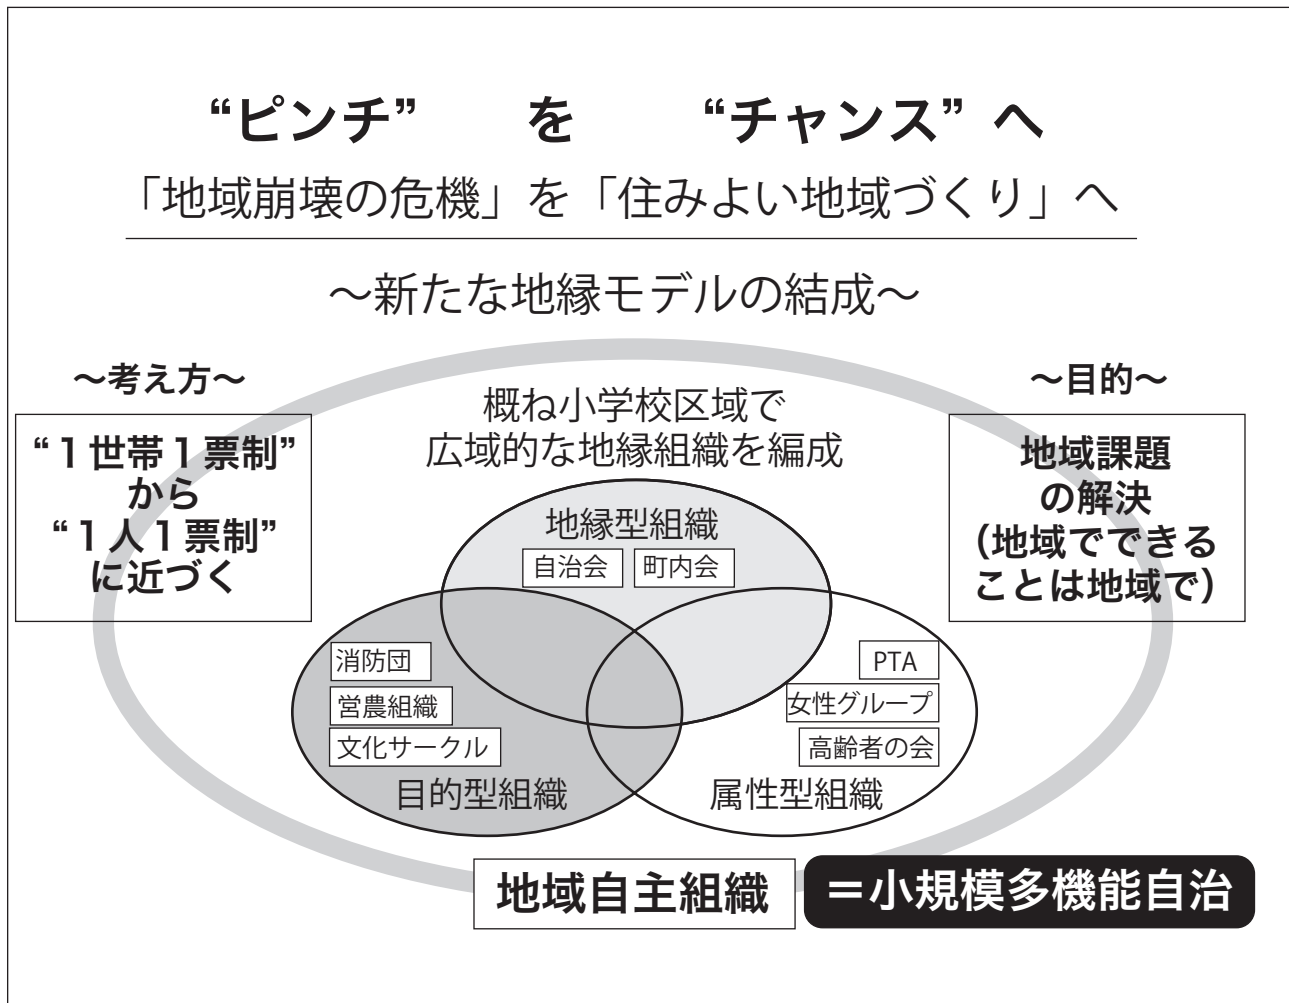 “ピンチ” を “チャンス” へ
「地域崩壊の危機」を「住みよい地域づくり」へ
～新たな地縁モデルの結成～
～考え方～
“１世帯１票制”
から
“１人１票制”
に近づく
～目的～
地域課題
の解決
（地域でできる
ことは地域で）
概ね小学校区域で
広域的な地縁組織を編成
地縁型組織
自治会 町内会
消防団
営農組織
文化サークル
目的型組織
PTA
女性グループ
高齢者の会
属性型組織
地域自主組織 ＝小規模多機能自治